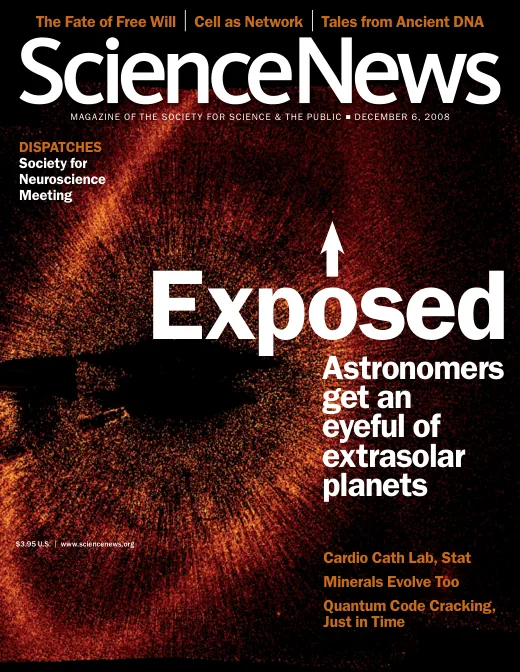 The Fate of Free Will | Cell as Network | Tales from Ancient DNA
ScienceNews
MAGAZINE OF THE SOCIETY FOR SCIENCE & THE PUBLIC ■ DECEMBER 6, 2008
DISPATCHES
Society for
Neuroscience
Meeting
Exposed
Astronomers
get an
eyeful of
extrasolar
planets
$3.95 U.S. | www.sciencenews.org
Cardio Cath Lab, Stat
Minerals Evolve Too
Quantum Code Cracking,
Just in Time